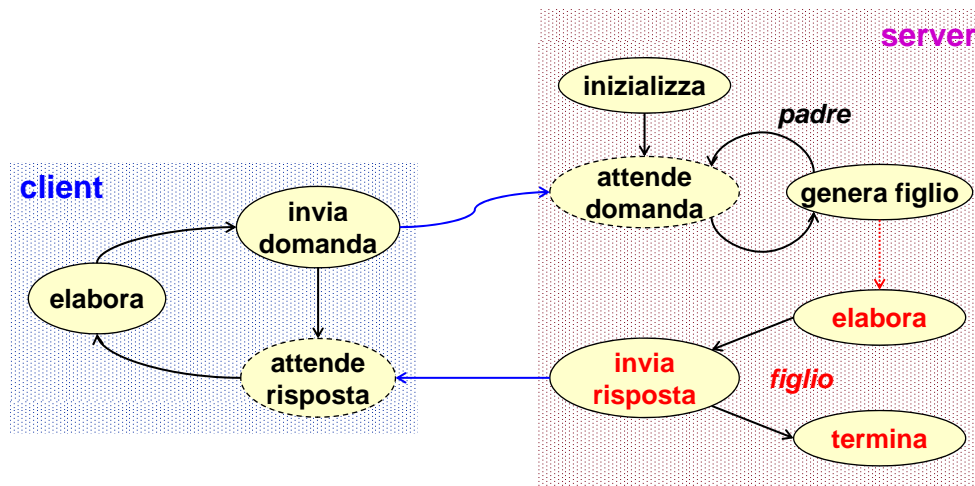 server
inizializza
padre
attende
domanda
genera figlio
client
invia
domanda
elabora
attende
risposta
elabora
invia
risposta
figlio
termina